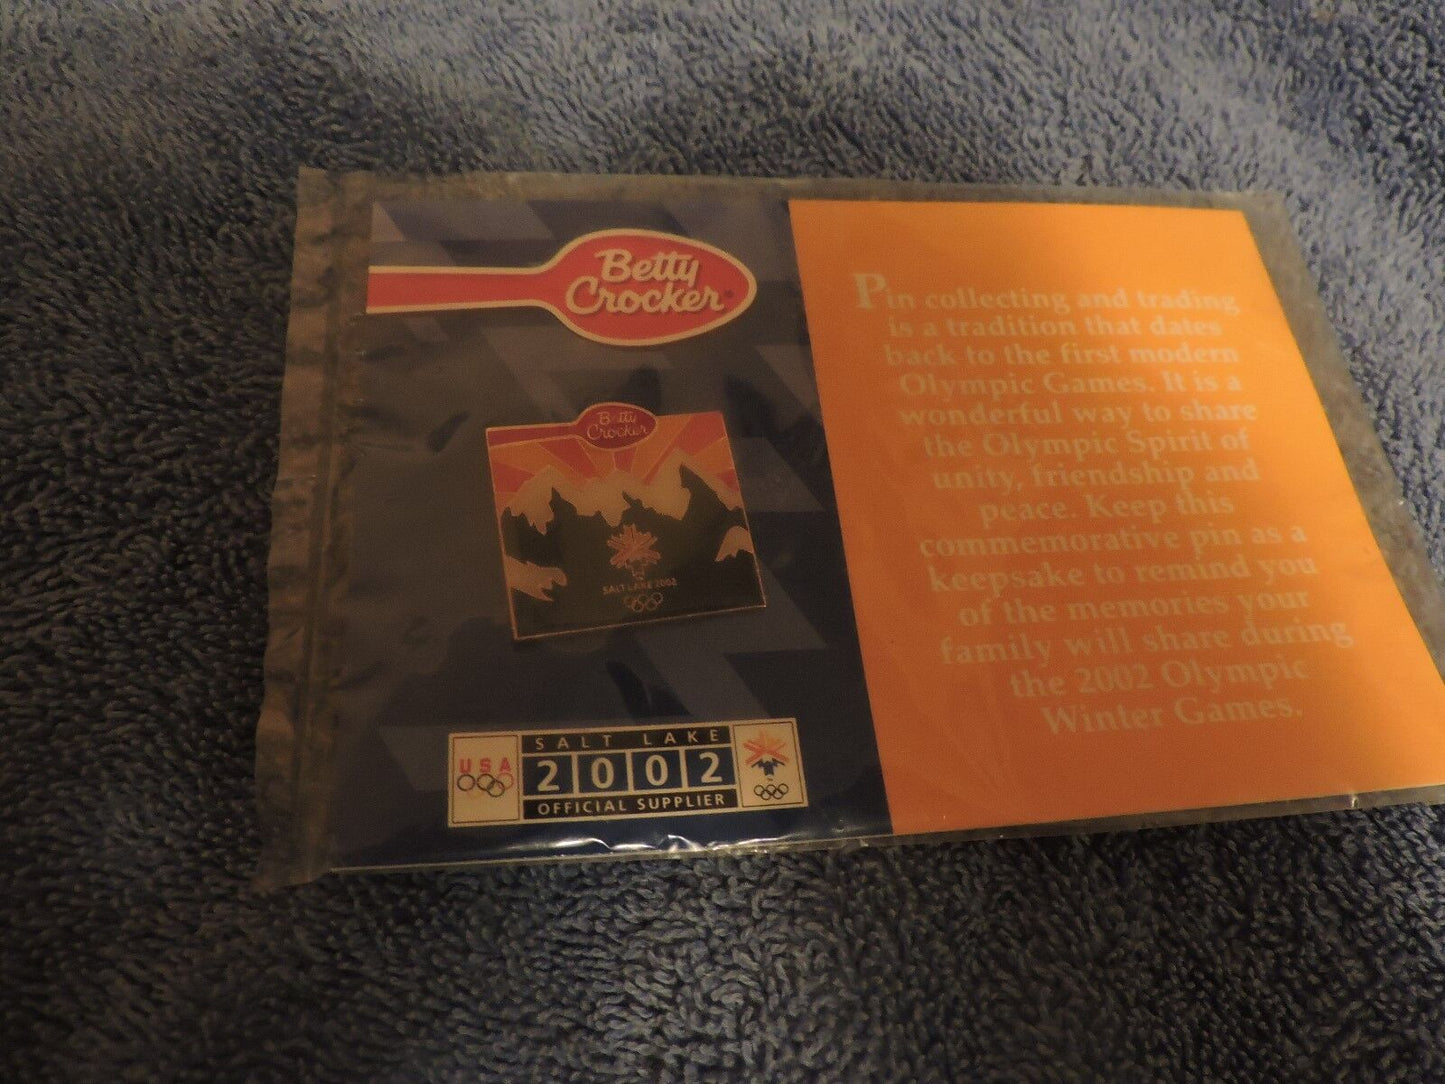 Betty
Crocker
Betty
Crocker
SALT LAKE 2002
USA
SALT LAKE
2002
OFFICIAL SUPPLIER
Pin collecting and trading
is a tradition that dates
back to the first modern
Olympic Games. It is a
wonderful way to share
the Olympic Spirit of
unity, friendship and
peace. Keep this
commemorative pin as a
keepsake to remind you
of the memories your
family will share during
the 2002 Olympic
Winter Games.